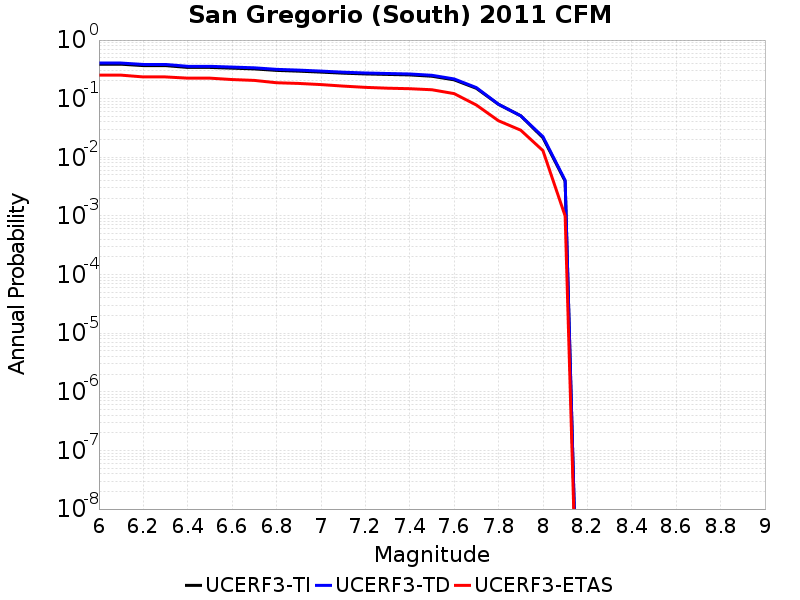 San Gregorio (South) 2011 CFM
Annual Probability
10^0
10^-1
10^-2
10^-3
10^-4
10^-5
10^-6
10^-7
10^-8
6 6.2 6.4 6.6 6.8 7 7.2 7.4 7.6 7.8 8 8.2 8.4 8.6 8.8 9
Magnitude
UCERF3-TI UCERF3-TD UCERF3-ETAS